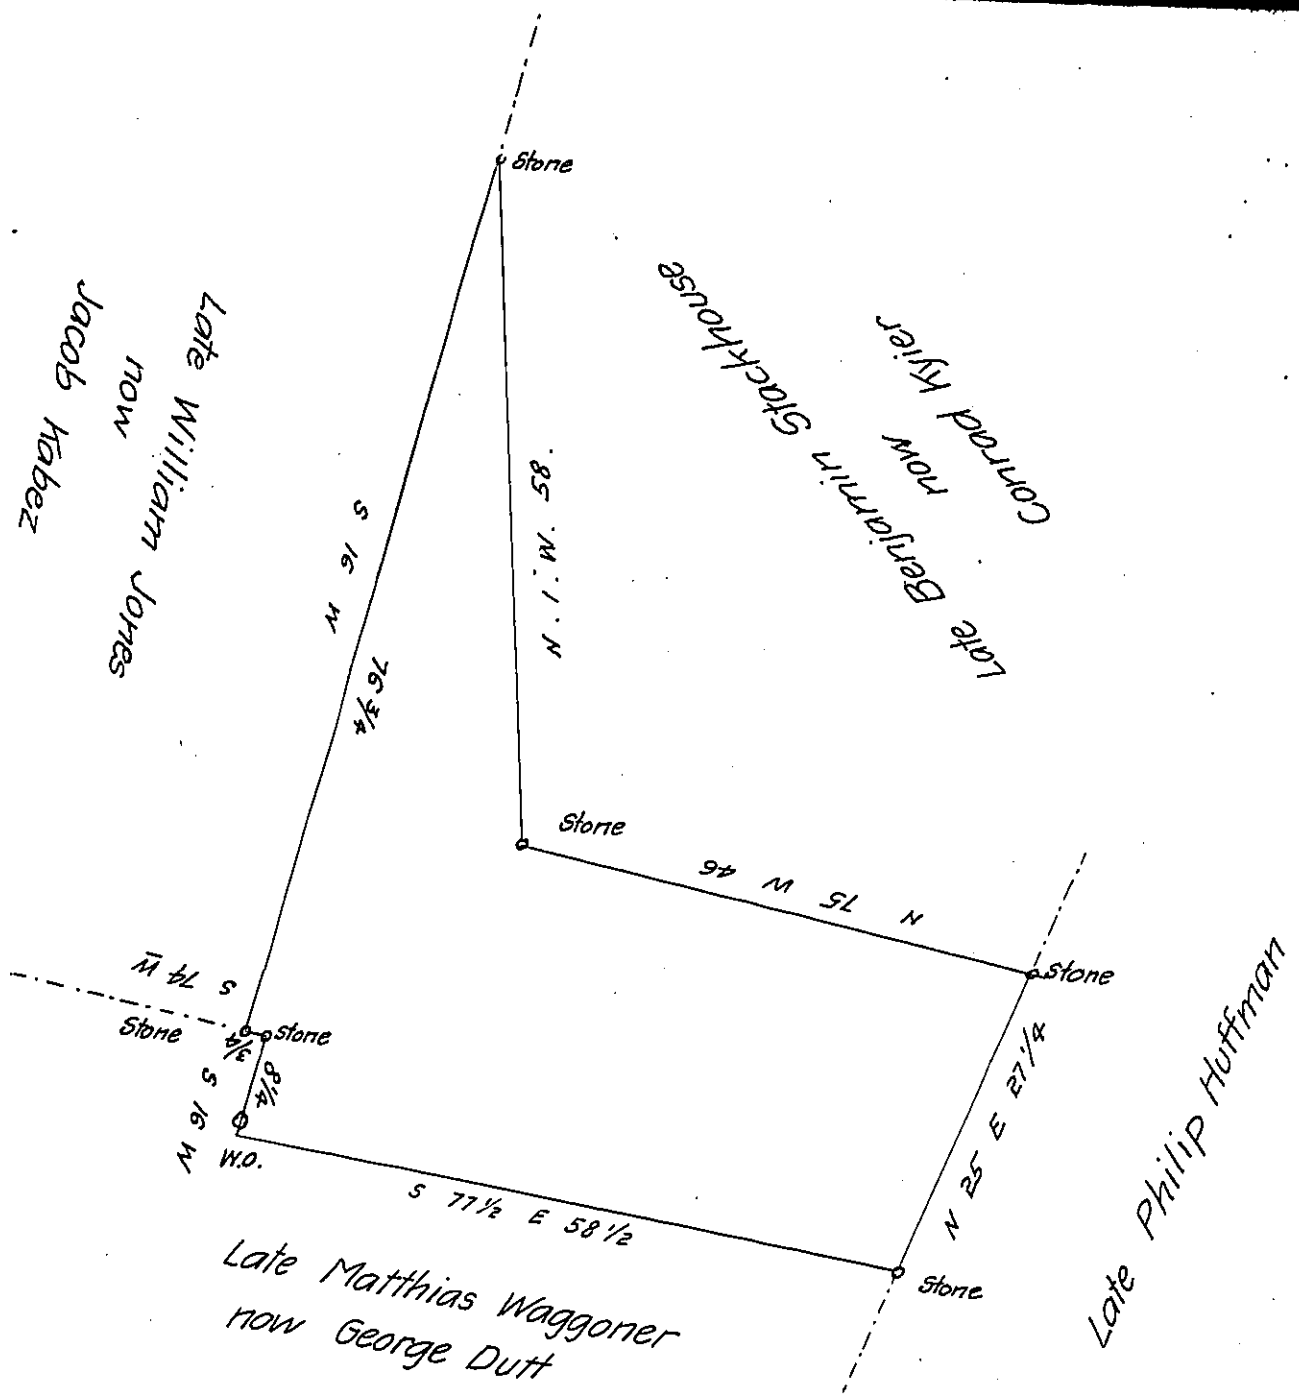 Stone
Late Benjamin Stackhouse
now
Conrad Kyier
Late William Jones
now
Jacob Kabez
S 16 W 76 3/4
N. 1. W. 58.
Stone
N 75 W 46
Stone
S 74 W
3/4
Stone
Stone
S 16 W
8 1/4
W.O.
N 25 E 27 1/4
S 77 1/2 E 58 1/2
Stone
Late Philip Huffman
Late Matthias Waggoner
now George Dutt